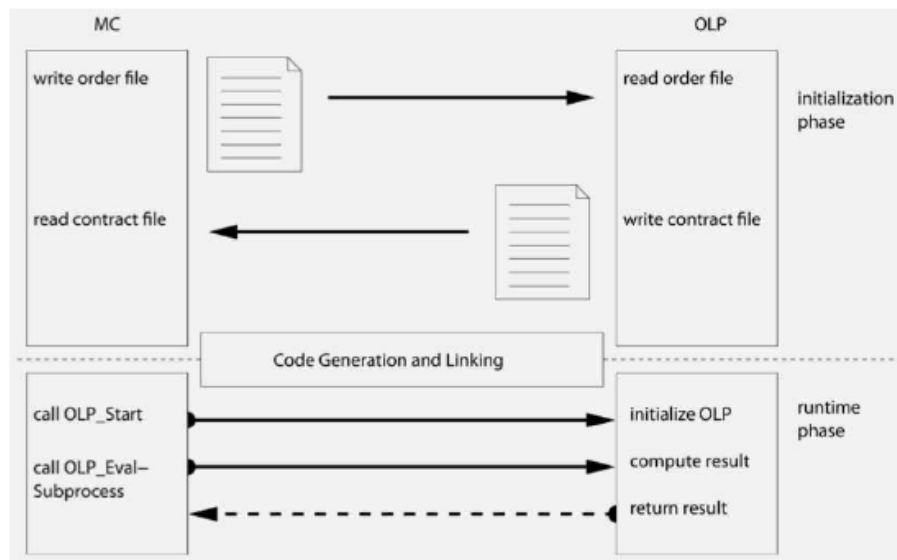 MC
OLP
write order file
read order file
initialization
phase
read contract file
write contract file
Code Generation and Linking
call OLP_Start
initialize OLP
runtime
phase
call OLP_Eval–
Subprocess
compute result
return result